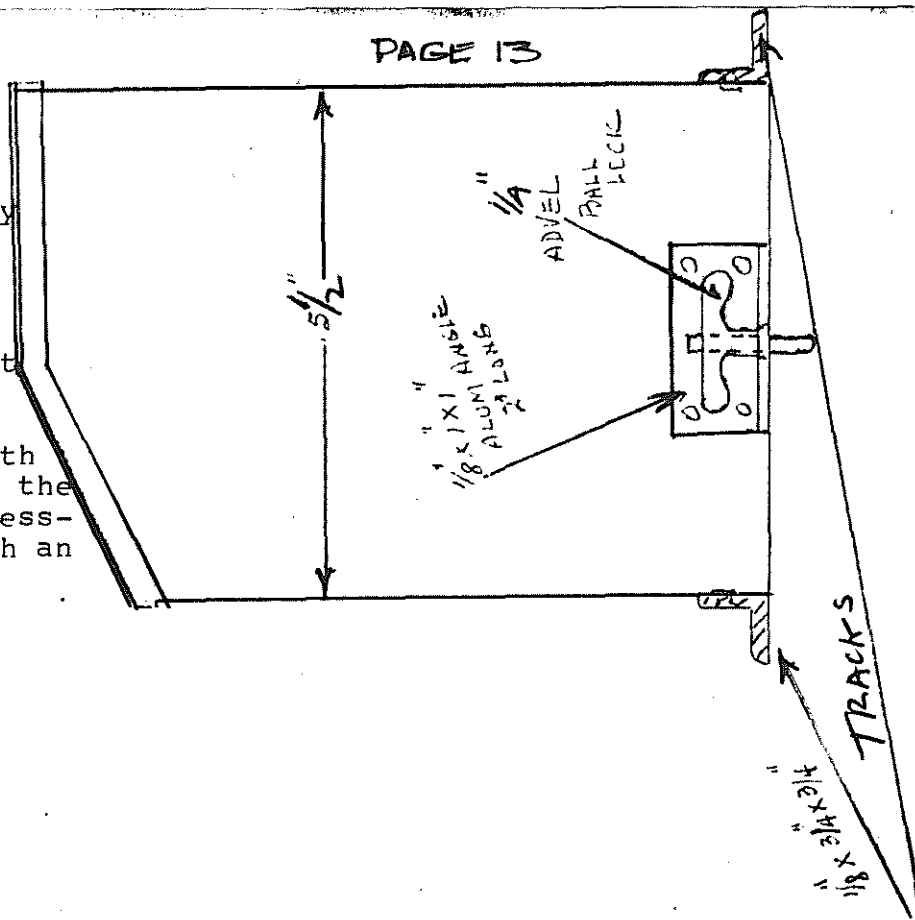 PAGE 13
y
t
th
the
ess-
h an
5 1/2"
1/4"
ADVEL
BALL
LOCK
1/8" x 1" x 1" ANGLE
ALUM
2" LONG
TRACKS
1/8" x 3/4" x 3/4"